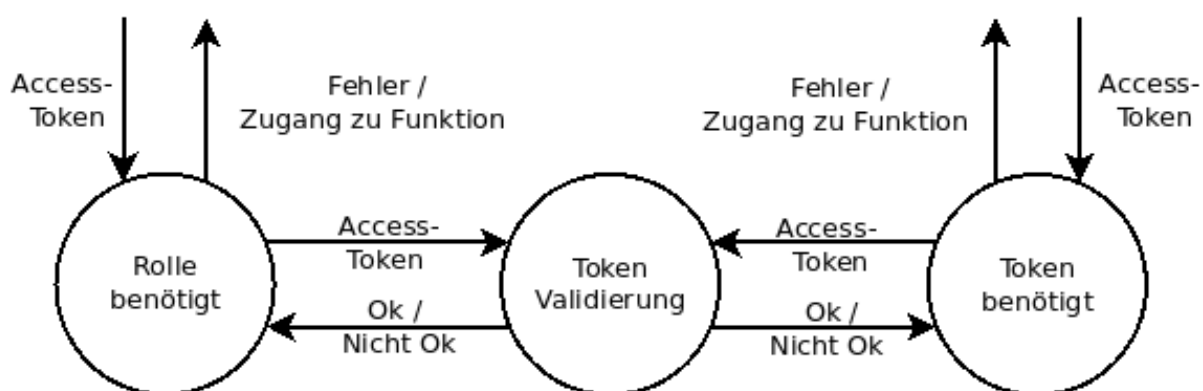 Access-
Token
Fehler /
Zugang zu Funktion
Fehler /
Zugang zu Funktion
Access-
Token
Rolle
benötigt
Access-
Token
Ok /
Nicht Ok
Token
Validierung
Access-
Token
Ok /
Nicht Ok
Token
benötigt